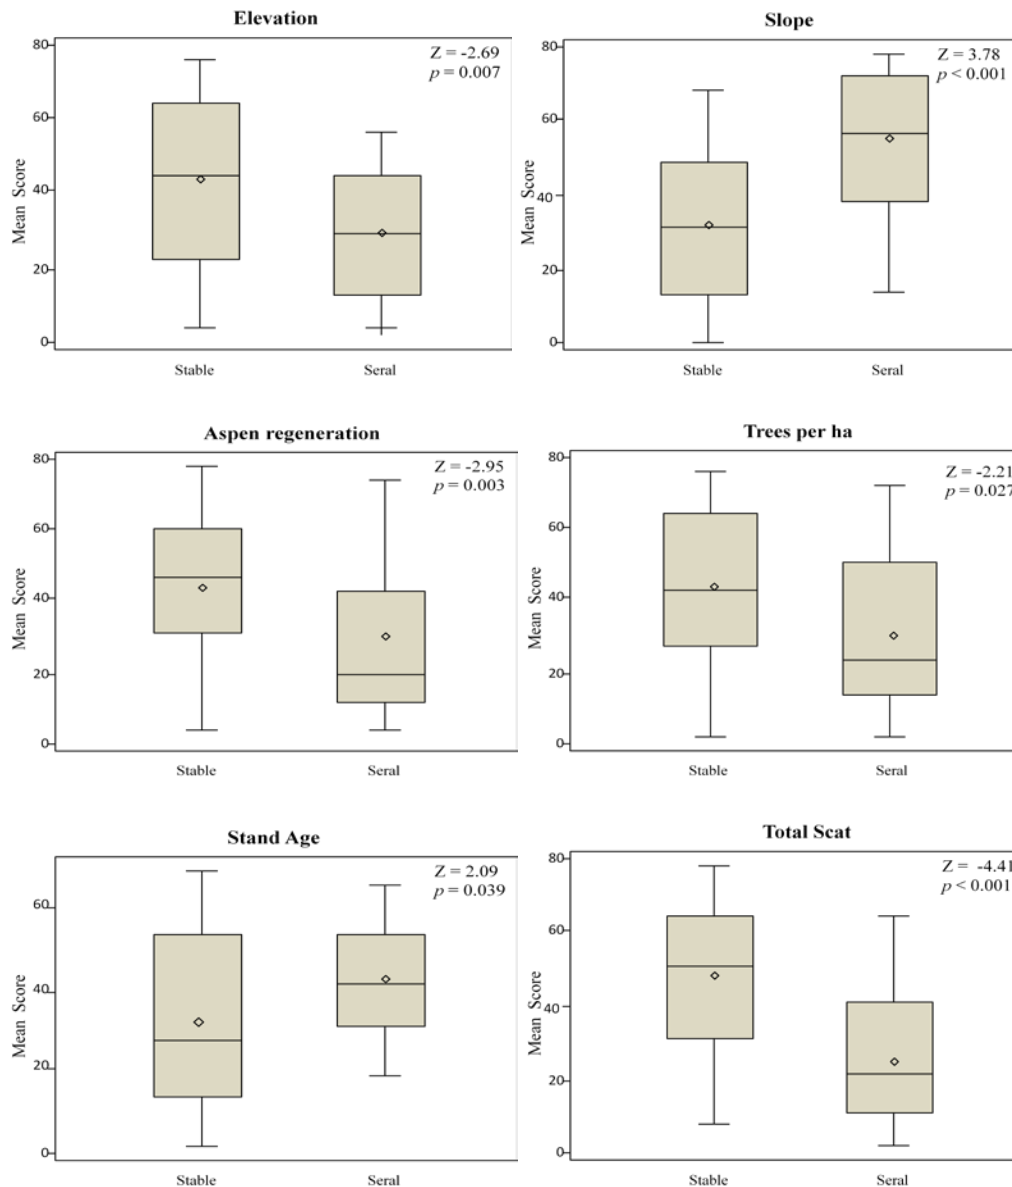 Elevation
80
60
40
20
0
Mean Score
Z = -2.69
p = 0.007
Stable
Seral
Slope
80
60
40
20
0
Mean Score
Z = 3.78
p < 0.001
Stable
Seral
Aspen regeneration
80
60
40
20
0
Mean Score
Z = -2.95
p = 0.003
Stable
Seral
Trees per ha
80
60
40
20
0
Mean Score
Z = -2.21
p = 0.027
Stable
Seral
Stand Age
60
40
20
0
Mean Score
Z = 2.09
p = 0.039
Stable
Seral
Total Scat
80
60
40
20
0
Mean Score
Z = -4.41
p < 0.001
Stable
Seral